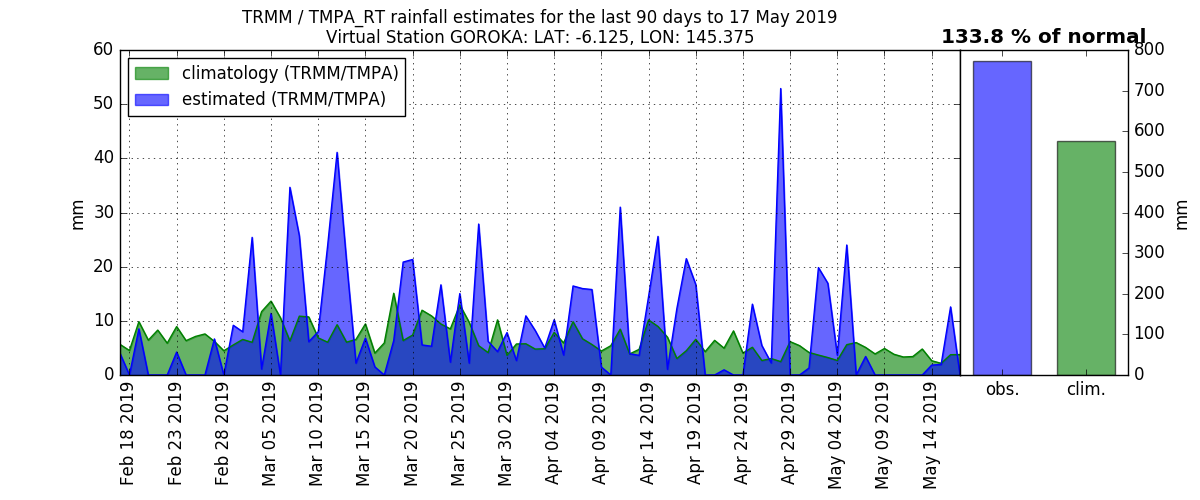 TRMM / TMPA_RT rainfall estimates for the last 90 days to 17 May 2019
Virtual Station GOROKA: LAT: -6.125, LON: 145.375
133.8 % of normal
climatology (TRMM/TMPA)
estimated (TRMM/TMPA)
60
50
40
30
20
10
0
mm
Feb 18 2019
Feb 23 2019
Feb 28 2019
Mar 05 2019
Mar 10 2019
Mar 15 2019
Mar 20 2019
Mar 25 2019
Mar 30 2019
Apr 04 2019
Apr 09 2019
Apr 14 2019
Apr 19 2019
Apr 24 2019
Apr 29 2019
May 04 2019
May 09 2019
May 14 2019
obs.
clim.
800
700
600
500
400
300
200
100
0
mm